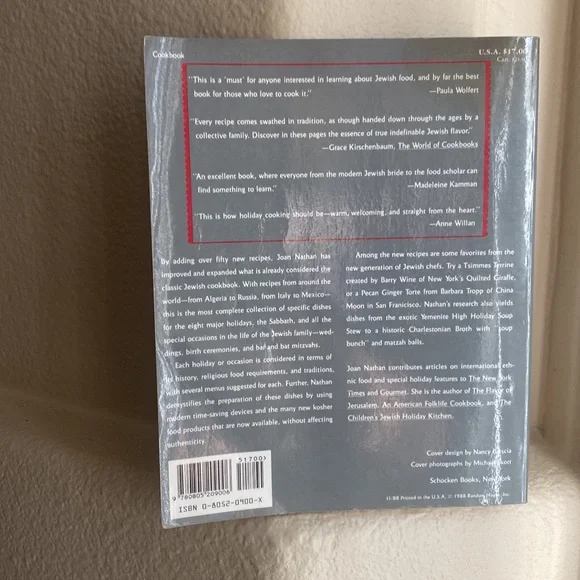 Cookbook
U.S.A. $17.00
"This is a 'must' for anyone interested in learning about Jewish food, and by far the best
book for those who love to cook it."
—Paula Wolfert
"Every recipe comes swathed in tradition, as though handed down through the ages by a
collective family. Discover in these pages the essence of true indefinable Jewish flavor."
—Grace Kirschenbaum, The World of Cookbooks
"An excellent book, where everyone from the modern Jewish bride to the food scholar can
find something to learn."
—Madeleine Kamman
"This is how holiday cooking should be—warm, welcoming, and straight from the heart."
—Anne Willan
By adding over fifty new recipes, Joan Nathan has
improved and expanded what is already considered the
classic Jewish cookbook. With recipes from around the
world—from Algeria to Russia, from Italy to Mexico—
this is the most complete collection of specific dishes
for the eight major holidays, the Sabbath, and all the
special occasions in the life of the Jewish family—wed-
dings, birth ceremonies, and bar and bat mitzvahs.
Each holiday or occasion is considered in terms of
its history, religious food requirements, and traditions,
with several menus suggested for each. Further, Nathan
demystifies the preparation of these dishes by using
modern time-saving devices and the many new kosher
food products that are now available, without affecting
authenticity.
Among the new recipes are some favorites from the
new generation of Jewish chefs. Try a Tsimmes Terrine
created by Barry Wine of New York's Quilted Giraffe,
or a Pecan Ginger Torte from Barbara Tropp of China
Moon in San Francisco. Nathan's research also yields
dishes from the exotic Yemenite High Holiday Soup
Stew to a historic Charlestonian Broth with "soup
bunch" and matzah balls.
Joan Nathan contributes articles on international eth-
nic food and special holiday features to The New York
Times and Gourmet. She is the author of The Flavor of
Jerusalem, An American Folklife Cookbook, and The
Children's Jewish Holiday Kitchen.
Cover design by Nancy
Cover photographs by Michael Skott
Schocken Books, New York
11/88 Printed in the U.S.A. © 1988 Random House, Inc.
51700
9 780805 209006
ISBN 0-8052-0900-X